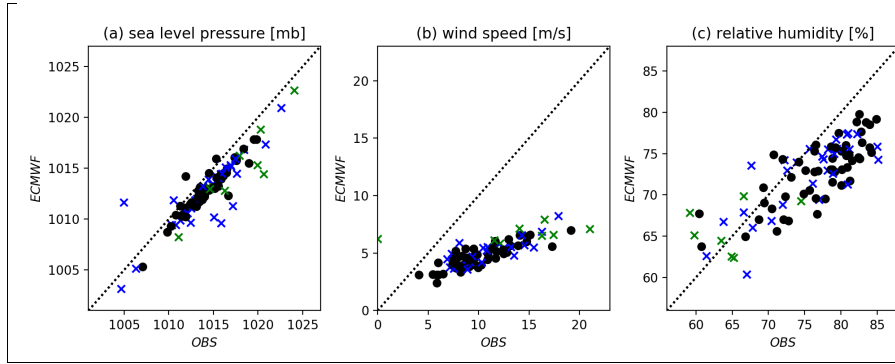 (a) sea level pressure [mb]
1025
1020
1015
1010
1005
ECMWF
1005 1010 1015 1020 1025
OBS
(b) wind speed [m/s]
20
15
10
5
0
ECMWF
0 5 10 15 20
OBS
(c) relative humidity [%]
85
80
75
70
65
60
ECMWF
60 65 70 75 80 85
OBS